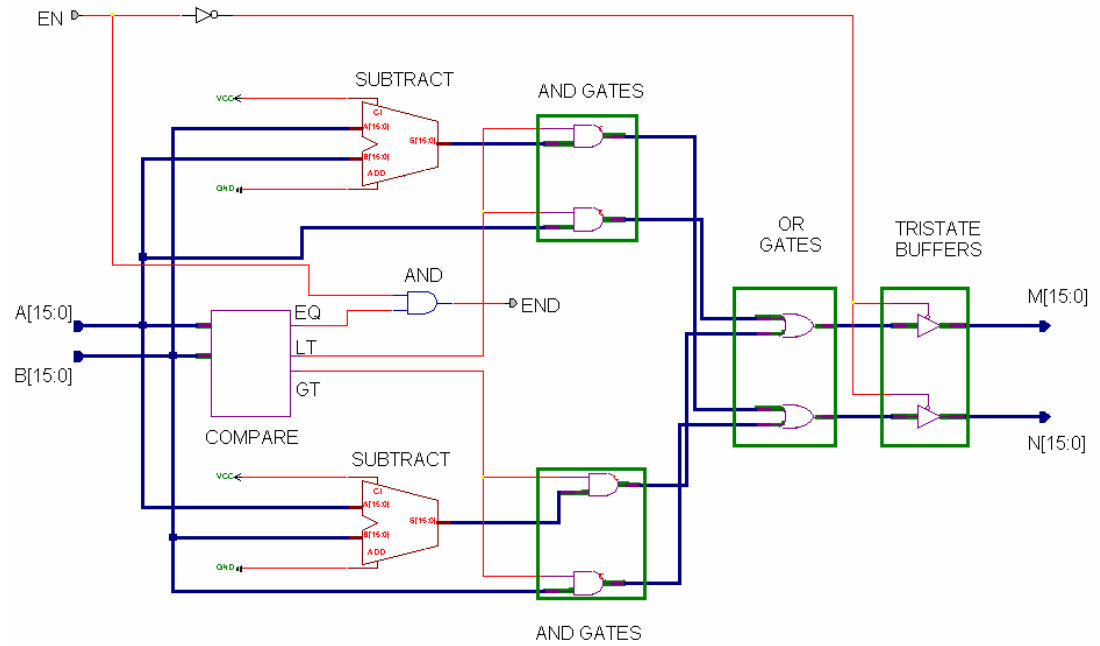 EN
SUBTRACT
AND GATES
VCC
CI
A[15:0]
S[15:0]
B[15:0]
ADD
GND
OR
GATES
TRISTATE
BUFFERS
AND
END
A[15:0]
EQ
M[15:0]
LT
B[15:0]
GT
COMPARE
N[15:0]
SUBTRACT
VCC
CI
A[15:0]
S[15:0]
B[15:0]
ADD
GND
AND GATES